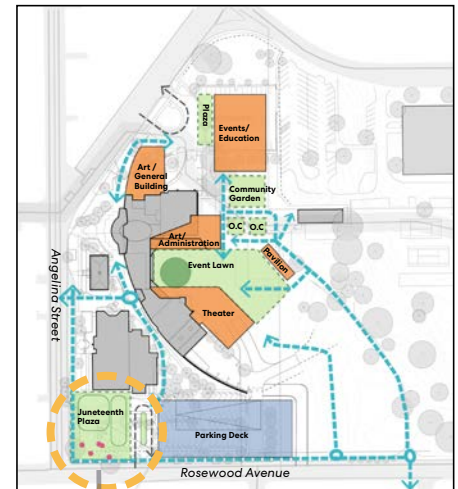 Plaza
Events/
Education
Art /
General
Building
Community
Garden
O.C
O.C
Art/
Administration
Pavilion
Event Lawn
Angelina Street
Theater
Juneteenth
Plaza
Parking Deck
Rosewood Avenue